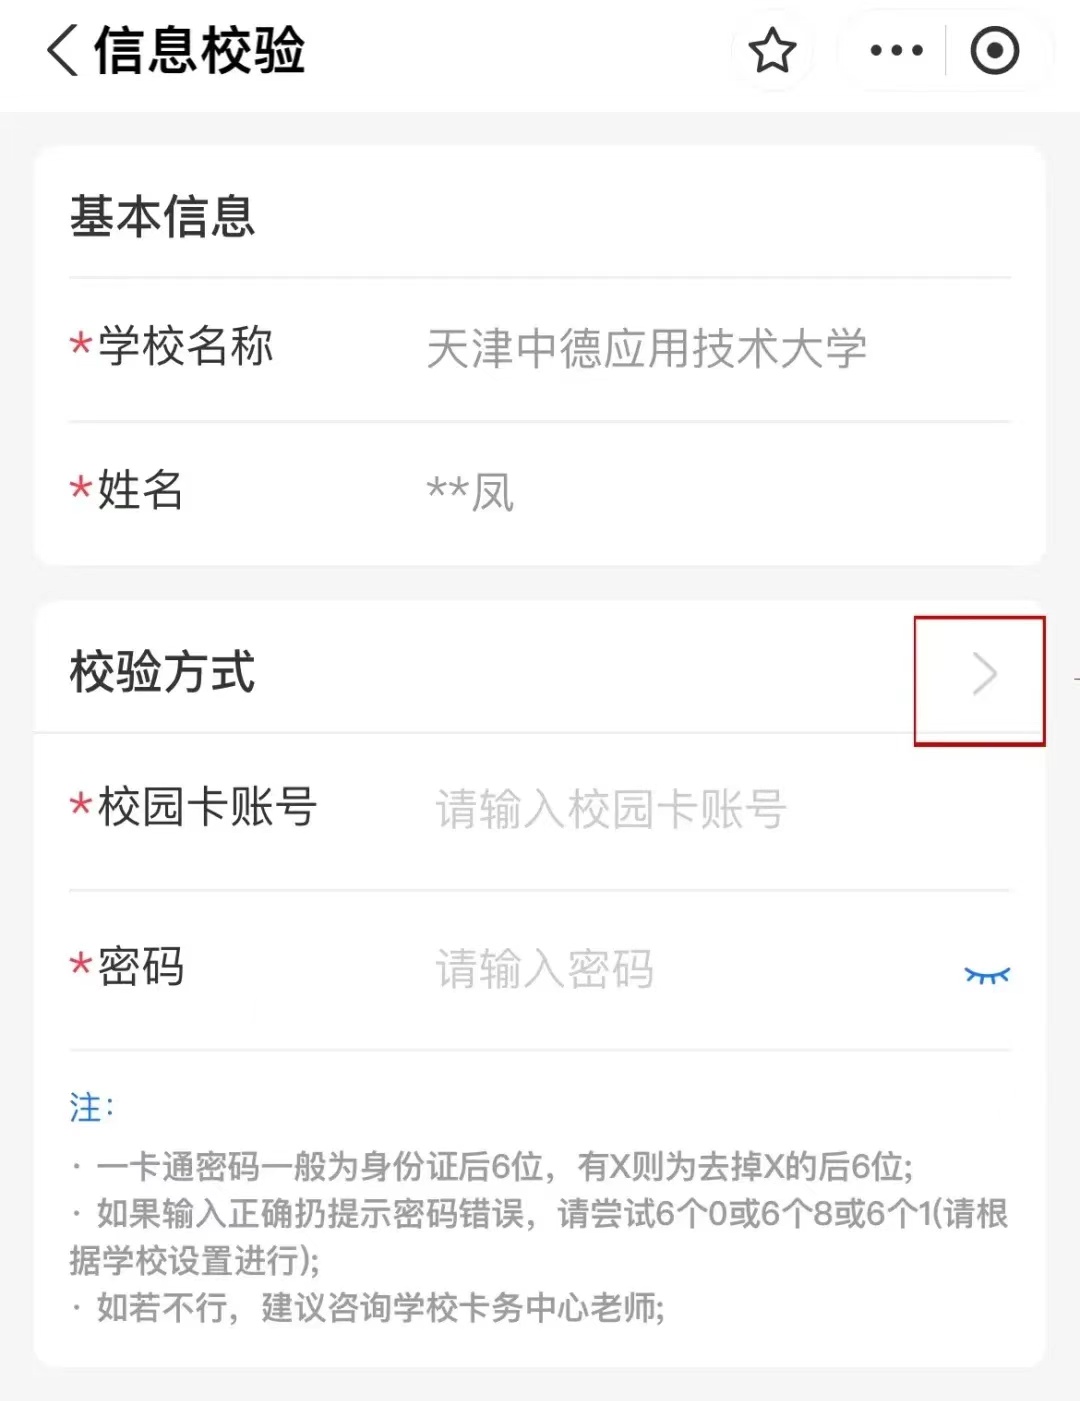 信息校验
基本信息
*学校名称 天津中德应用技术大学
*姓名 **凤
校验方式
*校园卡账号 请输入校园卡账号
*密码 请输入密码
注：
· 一卡通密码一般为身份证后6位，有X则为去掉X的后6位;
· 如果输入正确扔提示密码错误，请尝试6个0或6个8或6个1(请根
据学校设置进行);
· 如若不行，建议咨询学校卡务中心老师;